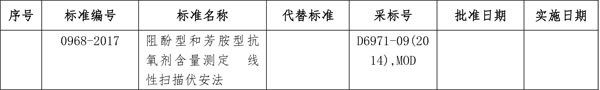 序号 标准编号 标准名称 代替标准 采标号 批准日期 实施日期
0968-2017 阻酚型和芳胺型抗 D6971-09(2
氧剂含量测定 线 014),MOD
性扫描伏安法